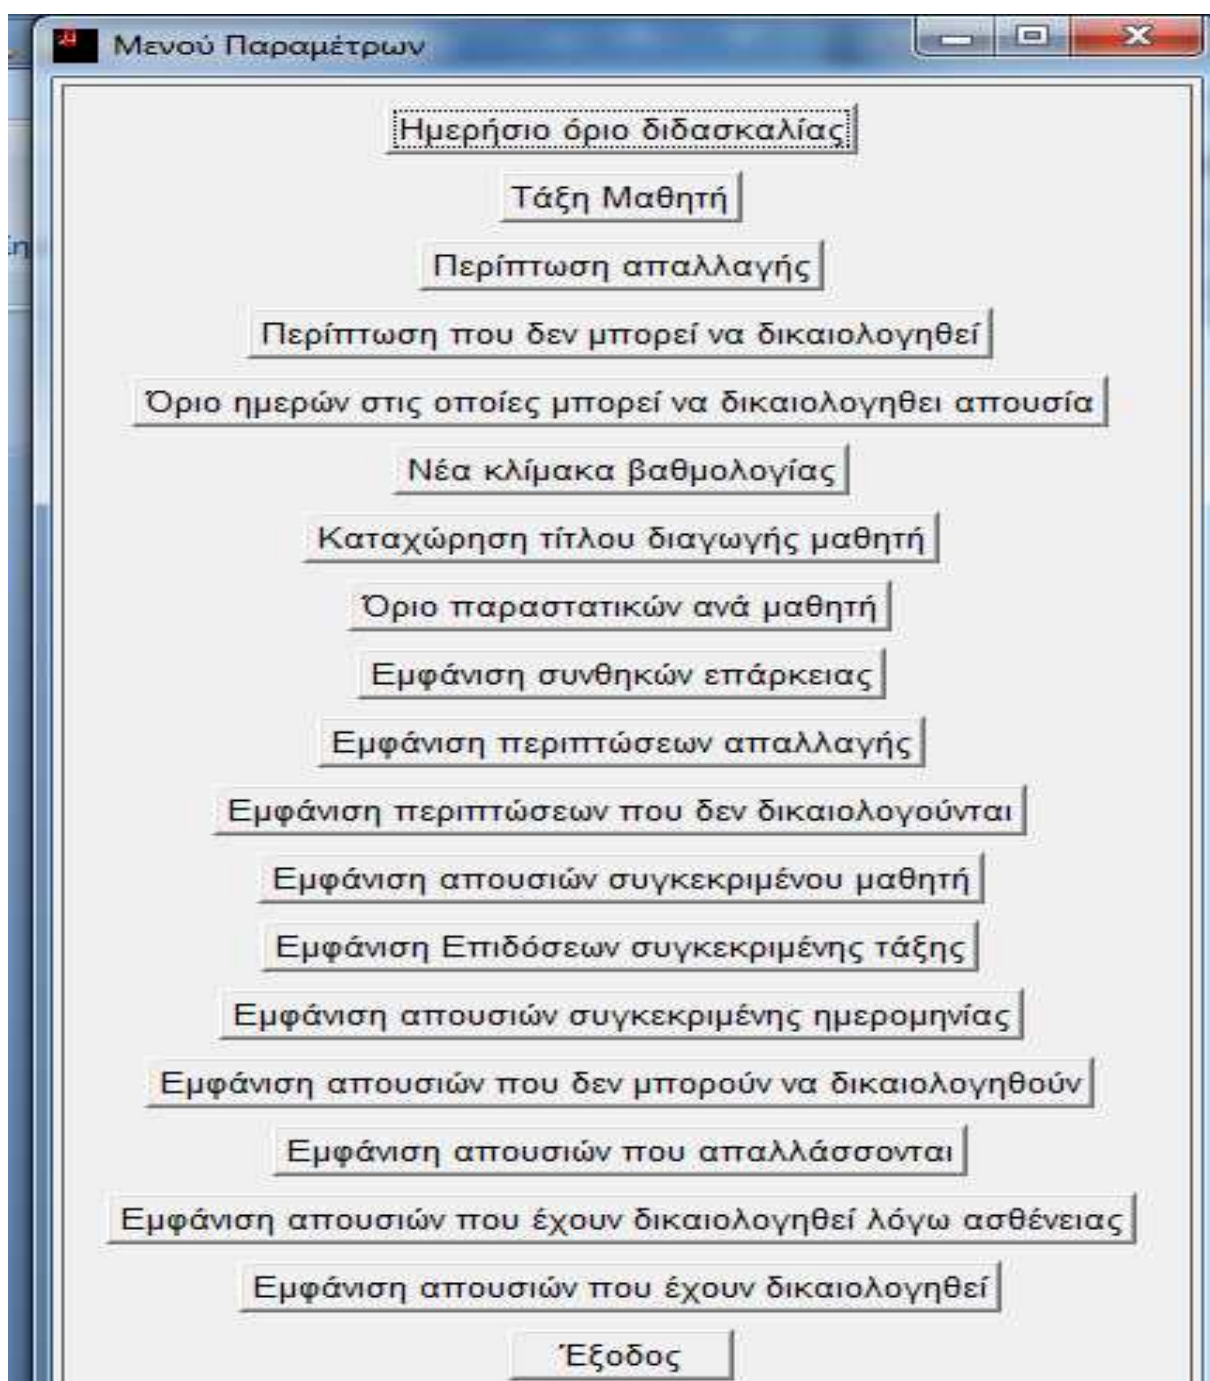 Μενού Παραμέτρων
Ημερήσιο όριο διδασκαλίας
Τάξη Μαθητή
Περίπτωση απαλλαγής
Περίπτωση που δεν μπορεί να δικαιολογηθεί
Όριο ημερών στις οποίες μπορεί να δικαιολογηθει απουσία
Νέα κλίμακα βαθμολογίας
Καταχώρηση τίτλου διαγωγής μαθητή
Όριο παραστατικών ανά μαθητή
Εμφάνιση συνθηκών επάρκειας
Εμφάνιση περιπτώσεων απαλλαγής
Εμφάνιση περιπτώσεων που δεν δικαιολογούνται
Εμφάνιση απουσιών συγκεκριμένου μαθητή
Εμφάνιση Επιδόσεων συγκεκριμένης τάξης
Εμφάνιση απουσιών συγκεκριμένης ημερομηνίας
Εμφάνιση απουσιών που δεν μπορούν να δικαιολογηθούν
Εμφάνιση απουσιών που απαλλάσσονται
Εμφάνιση απουσιών που έχουν δικαιολογηθεί λόγω ασθένειας
Εμφάνιση απουσιών που έχουν δικαιολογηθεί
Έξοδος